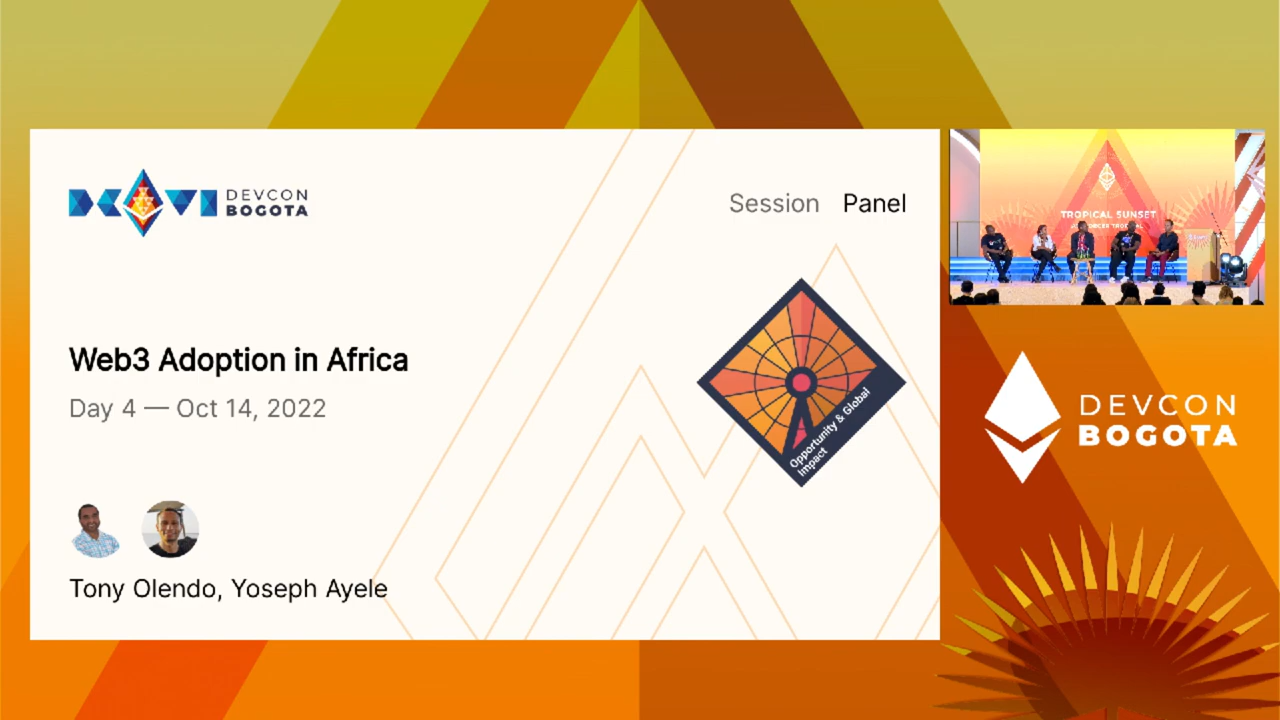 DEVCON
BOGOTA
Session Panel
Web3 Adoption in Africa
Day 4 — Oct 14, 2022
Opportunity & Global
Impact
Tony Olendo, Yoseph Ayele
TROPICAL SUNSET
DEVCON
BOGOTA